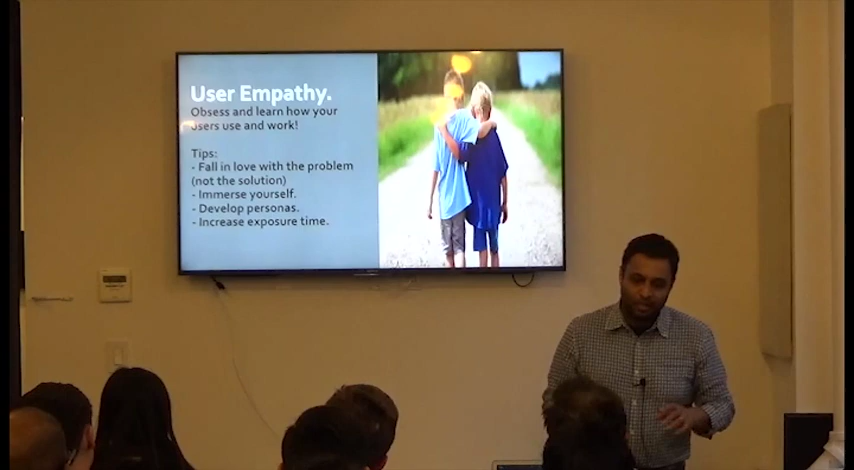 User Empathy.
Obsess and learn how your
users use and work!
Tips:
- Fall in love with the problem
(not the solution)
- Immerse yourself.
- Develop personas.
- Increase exposure time.